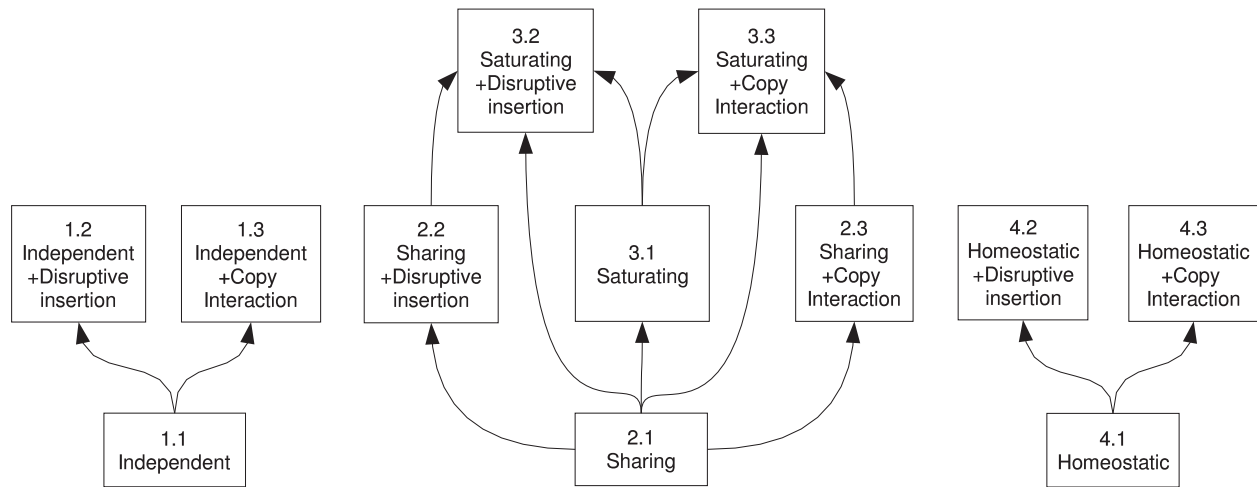 3.2
Saturating
+Disruptive
insertion
3.3
Saturating
+Copy
Interaction
1.2
Independent
+Disruptive
insertion
1.3
Independent
+Copy
Interaction
2.2
Sharing
+Disruptive
insertion
3.1
Saturating
2.3
Sharing
+Copy
Interaction
4.2
Homeostatic
+Disruptive
insertion
4.3
Homeostatic
+Copy
Interaction
1.1
Independent
2.1
Sharing
4.1
Homeostatic